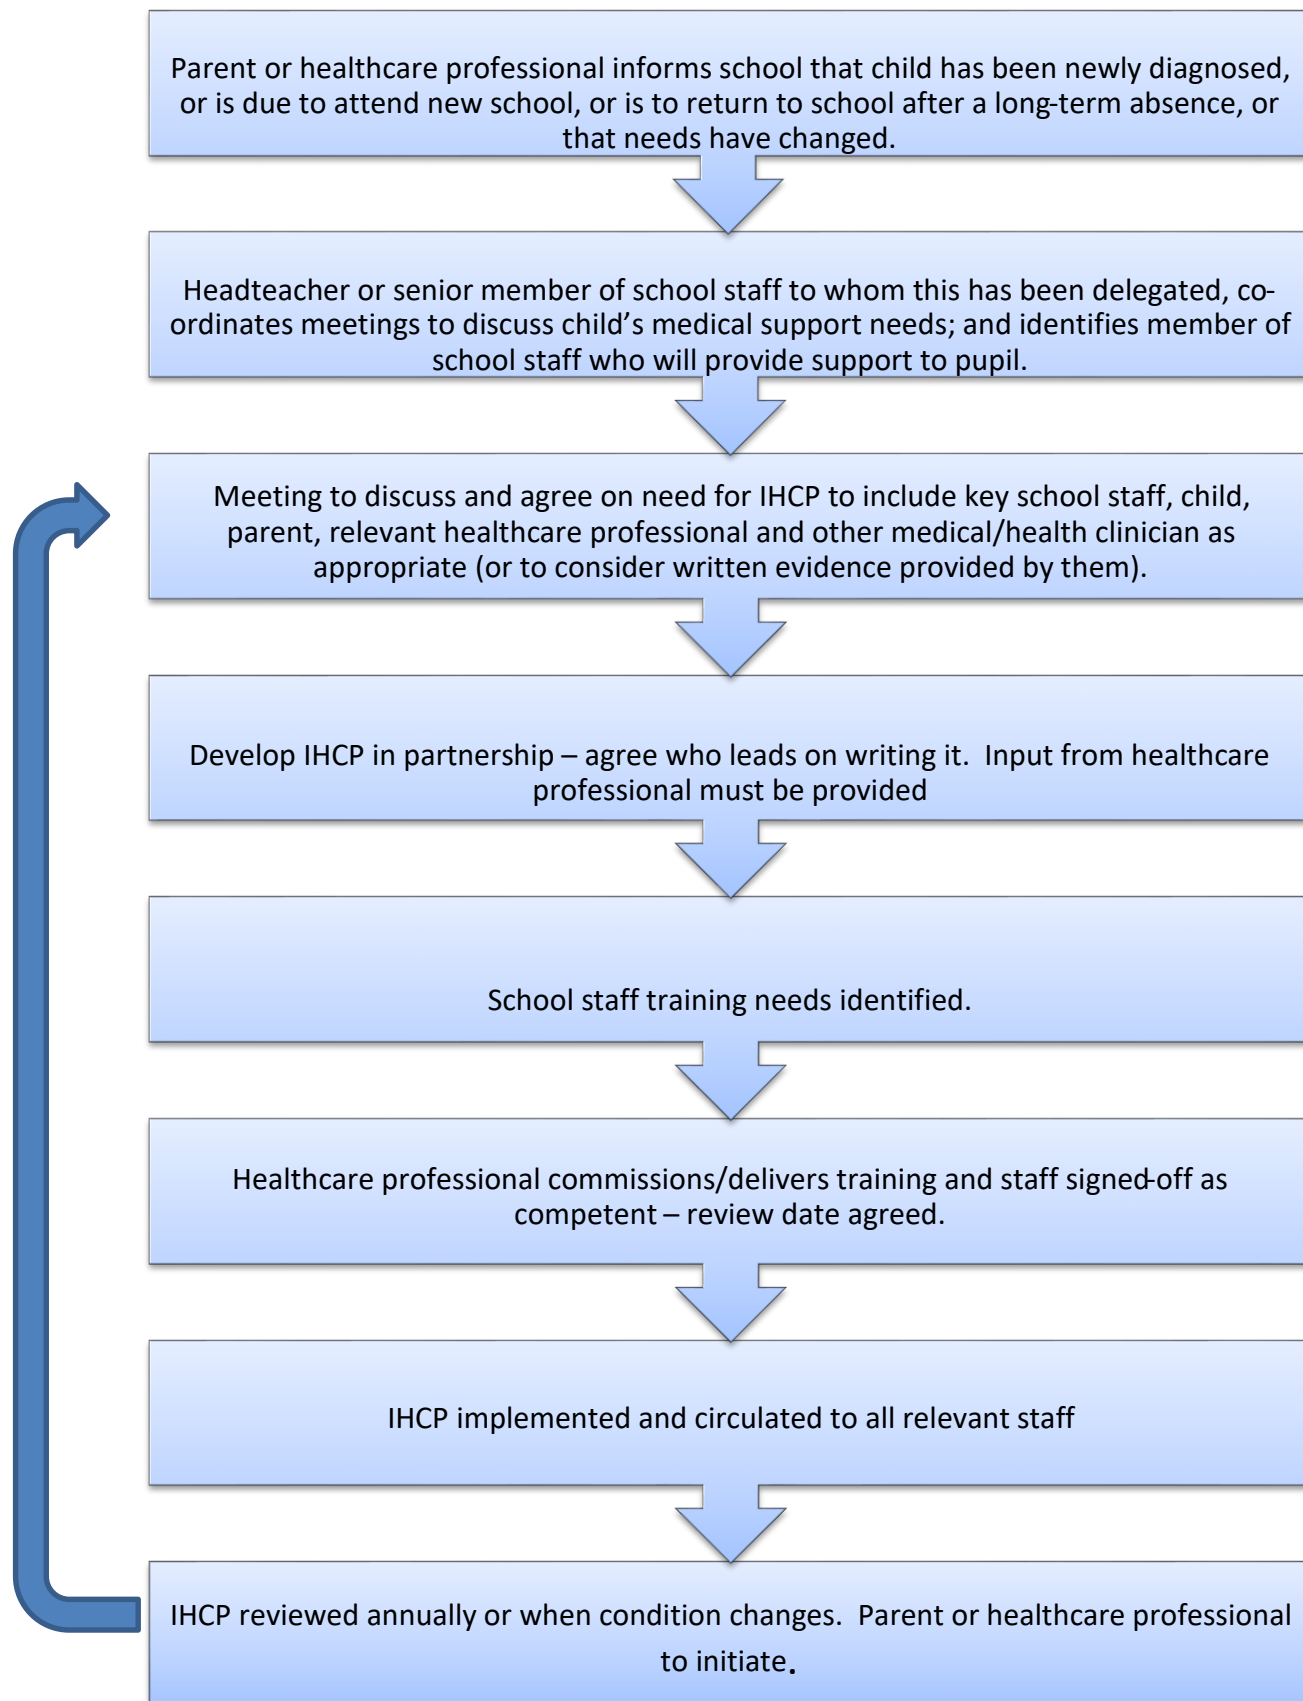 Parent or healthcare professional informs school that child has been newly diagnosed,
or is due to attend new school, or is to return to school after a long-term absence, or
that needs have changed.
Headteacher or senior member of school staff to whom this has been delegated, co-
ordinates meetings to discuss child’s medical support needs; and identifies member of
school staff who will provide support to pupil.
Meeting to discuss and agree on need for IHCP to include key school staff, child,
parent, relevant healthcare professional and other medical/health clinician as
appropriate (or to consider written evidence provided by them).
Develop IHCP in partnership – agree who leads on writing it.  Input from healthcare
professional must be provided
School staff training needs identified.
Healthcare professional commissions/delivers training and staff signed-off as
competent – review date agreed.
IHCP implemented and circulated to all relevant staff
IHCP reviewed annually or when condition changes.  Parent or healthcare professional
to initiate.